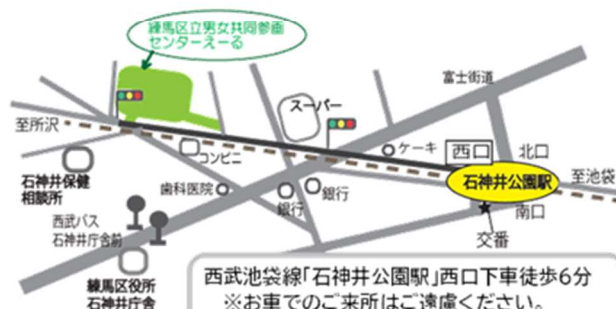 練馬区立男女共同参画
センターえーる
富士街道
スーパー
至所沢
ケーキ
西口
北口
コンビニ
石神井公園駅
至池袋
石神井保健
相談所
歯科医院
銀行
銀行
南口
交番
西武バス
石神井庁舎前
練馬区役所
石神井庁舎
西武池袋線「石神井公園駅」西口下車徒歩6分
※お車でのご来所はご遠慮ください。